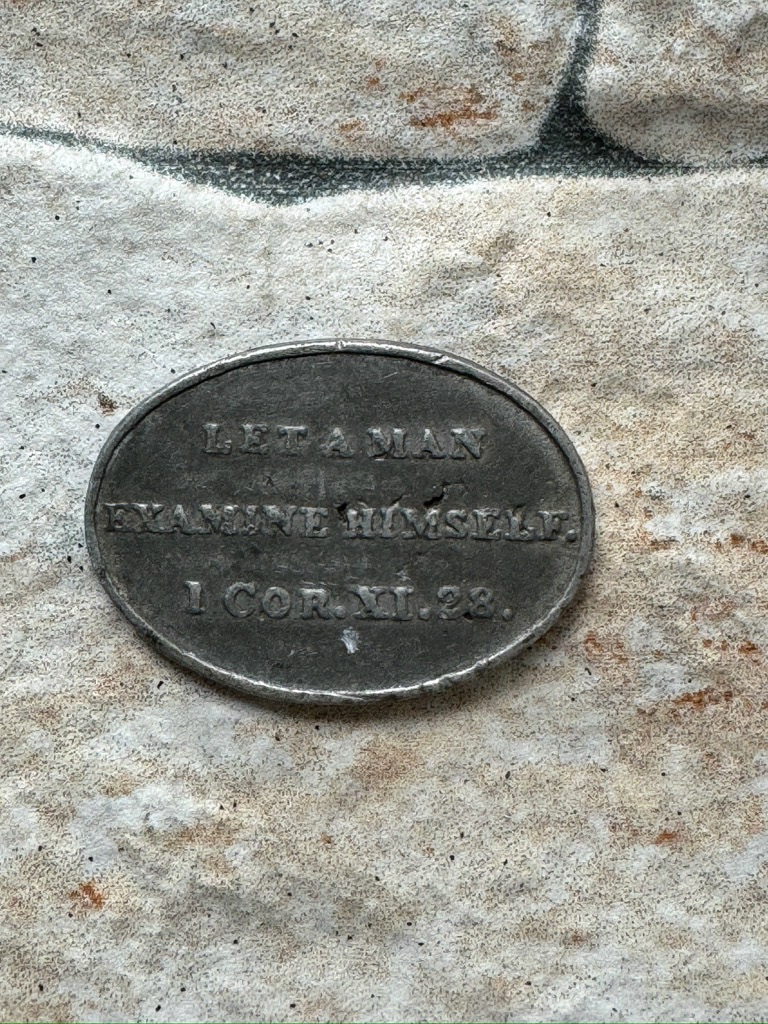 LET A MAN
EXAMINE HIMSELF.
1 COR. XI. 28.